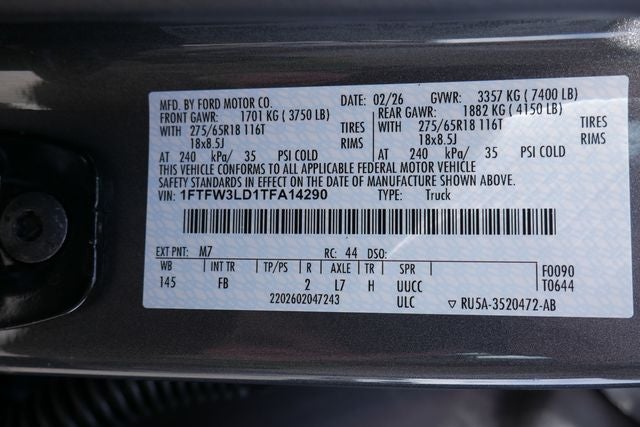 MFD. BY FORD MOTOR CO. DATE: 02/26 GVWR: 3357 KG ( 7400 LB)
FRONT GAWR: 1701 KG ( 3750 LB) REAR GAWR: 1882 KG ( 4150 LB)
WITH 275/65R18 116T TIRES WITH 275/65R18 116T TIRES
18x8.5J RIMS 18x8.5J RIMS
AT 240 kPa/ 35 PSI COLD AT 240 kPa/ 35 PSI COLD
THIS VEHICLE CONFORMS TO ALL APPLICABLE FEDERAL MOTOR VEHICLE
SAFETY STANDARDS IN EFFECT ON THE DATE OF MANUFACTURE SHOWN ABOVE.
VIN: 1FTFW3LD1TFA14290 TYPE: Truck
EXT PNT: M7 RC: 44 DSO:
WB INT TR TP/PS R AXLE TR SPR F0090
145 FB 2 L7 H UUCC T0644
2202602047243 ULC ▽ RU5A-3520472-AB